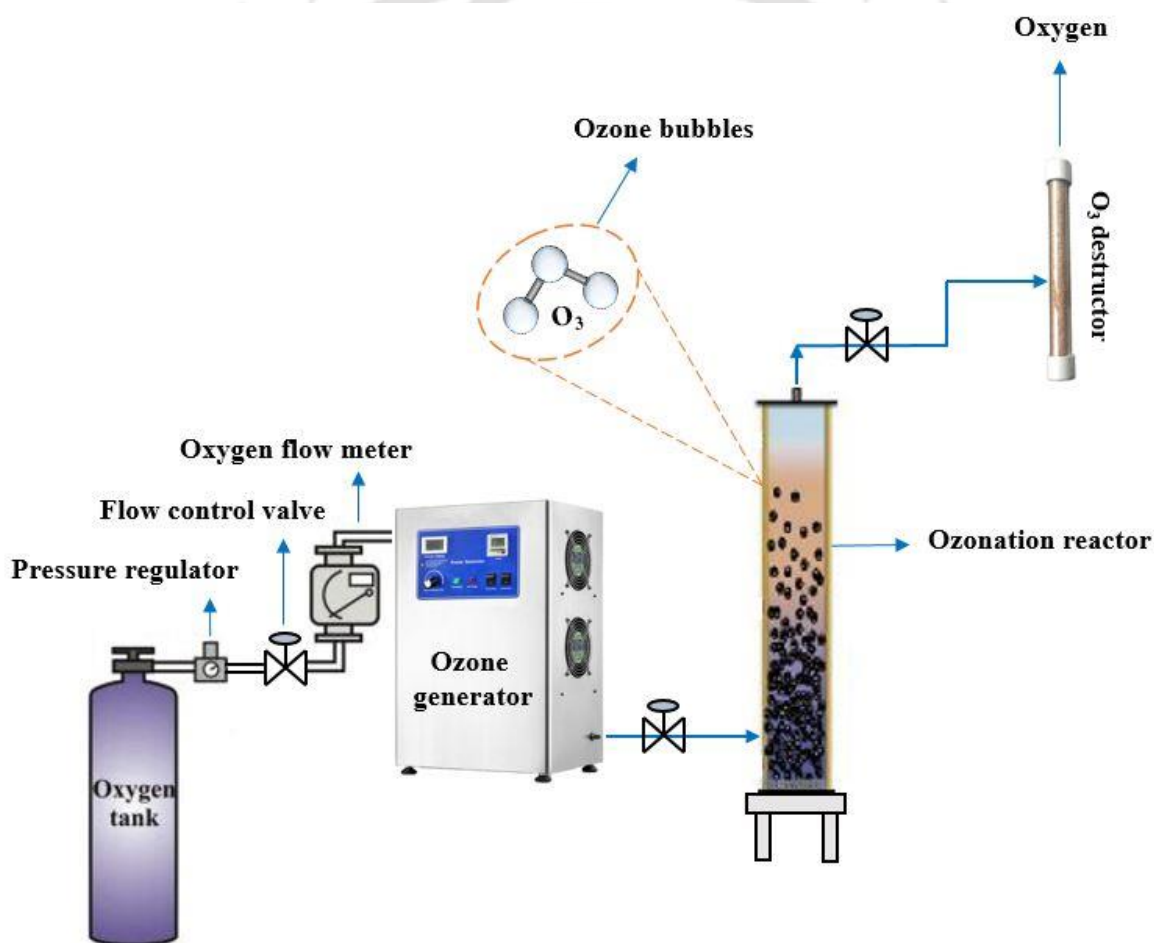 Oxygen
Ozone bubbles
O₃
O₃ destructor
Oxygen flow meter
Flow control valve
Pressure regulator
Ozonation reactor
Ozone
generator
Oxygen
tank